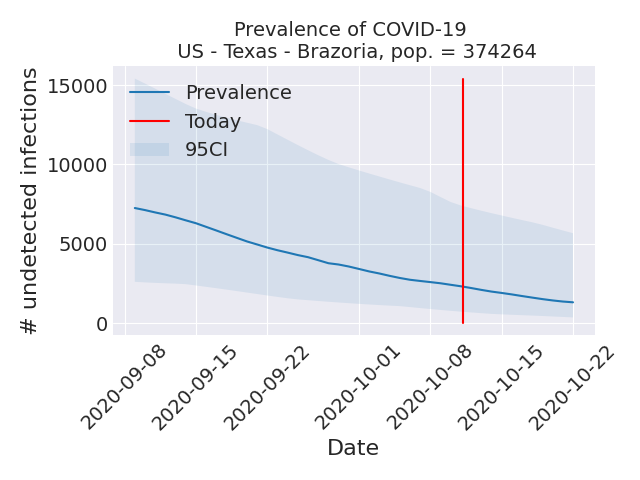 Prevalence of COVID-19
US - Texas - Brazoria, pop. = 374264
# undetected infections
15000
10000
5000
0
Prevalence
Today
95CI
2020-09-08
2020-09-15
2020-09-22
2020-10-01
2020-10-08
2020-10-15
2020-10-22
Date